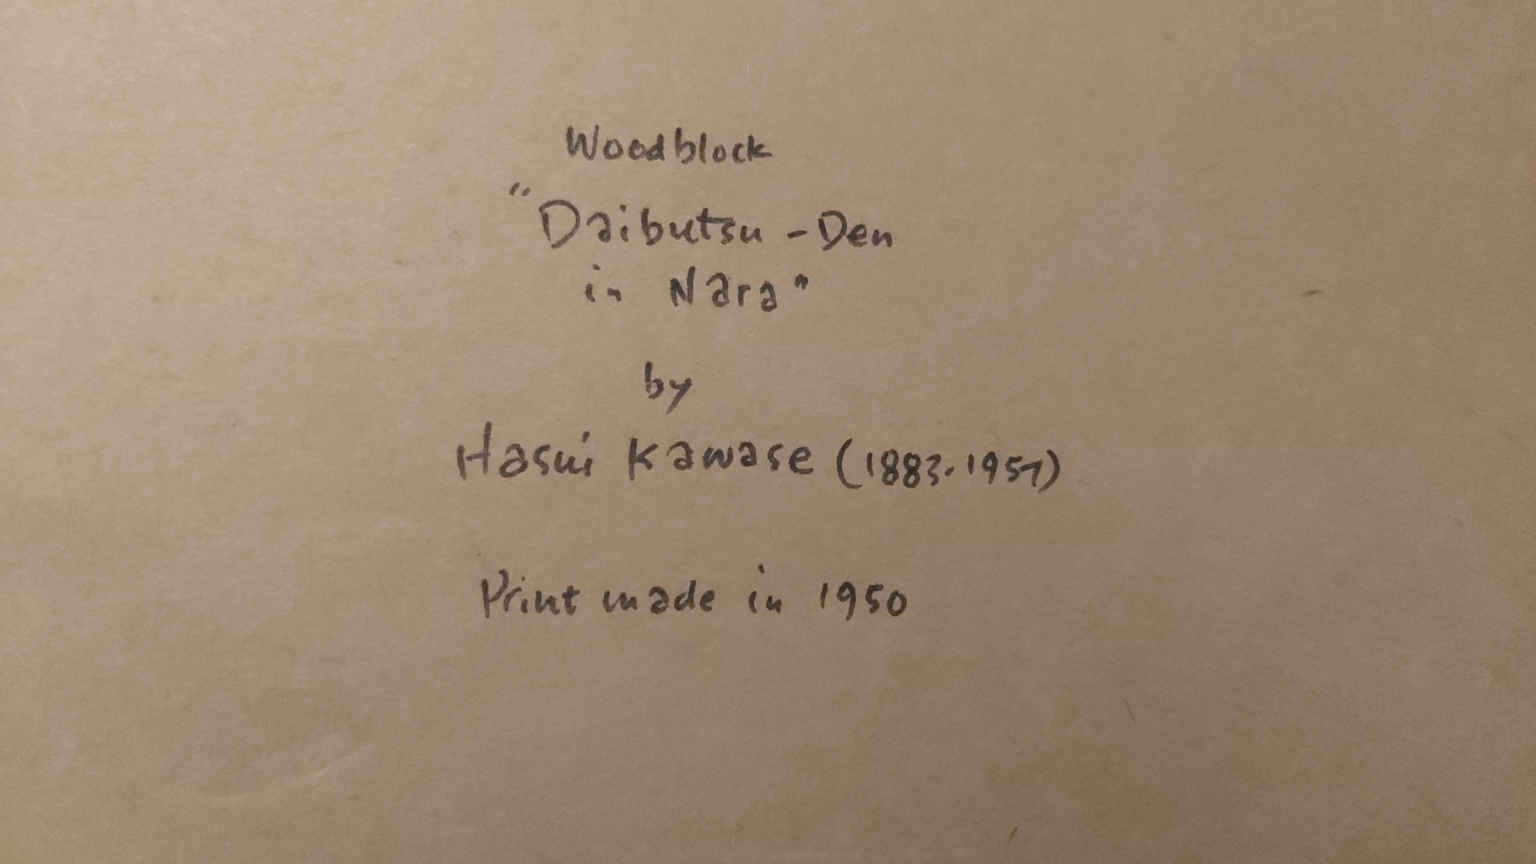 Woodblock
"Daibutsu-Den
in Nara"
by
Hasui Kawase (1883-1957)
Print made in 1950